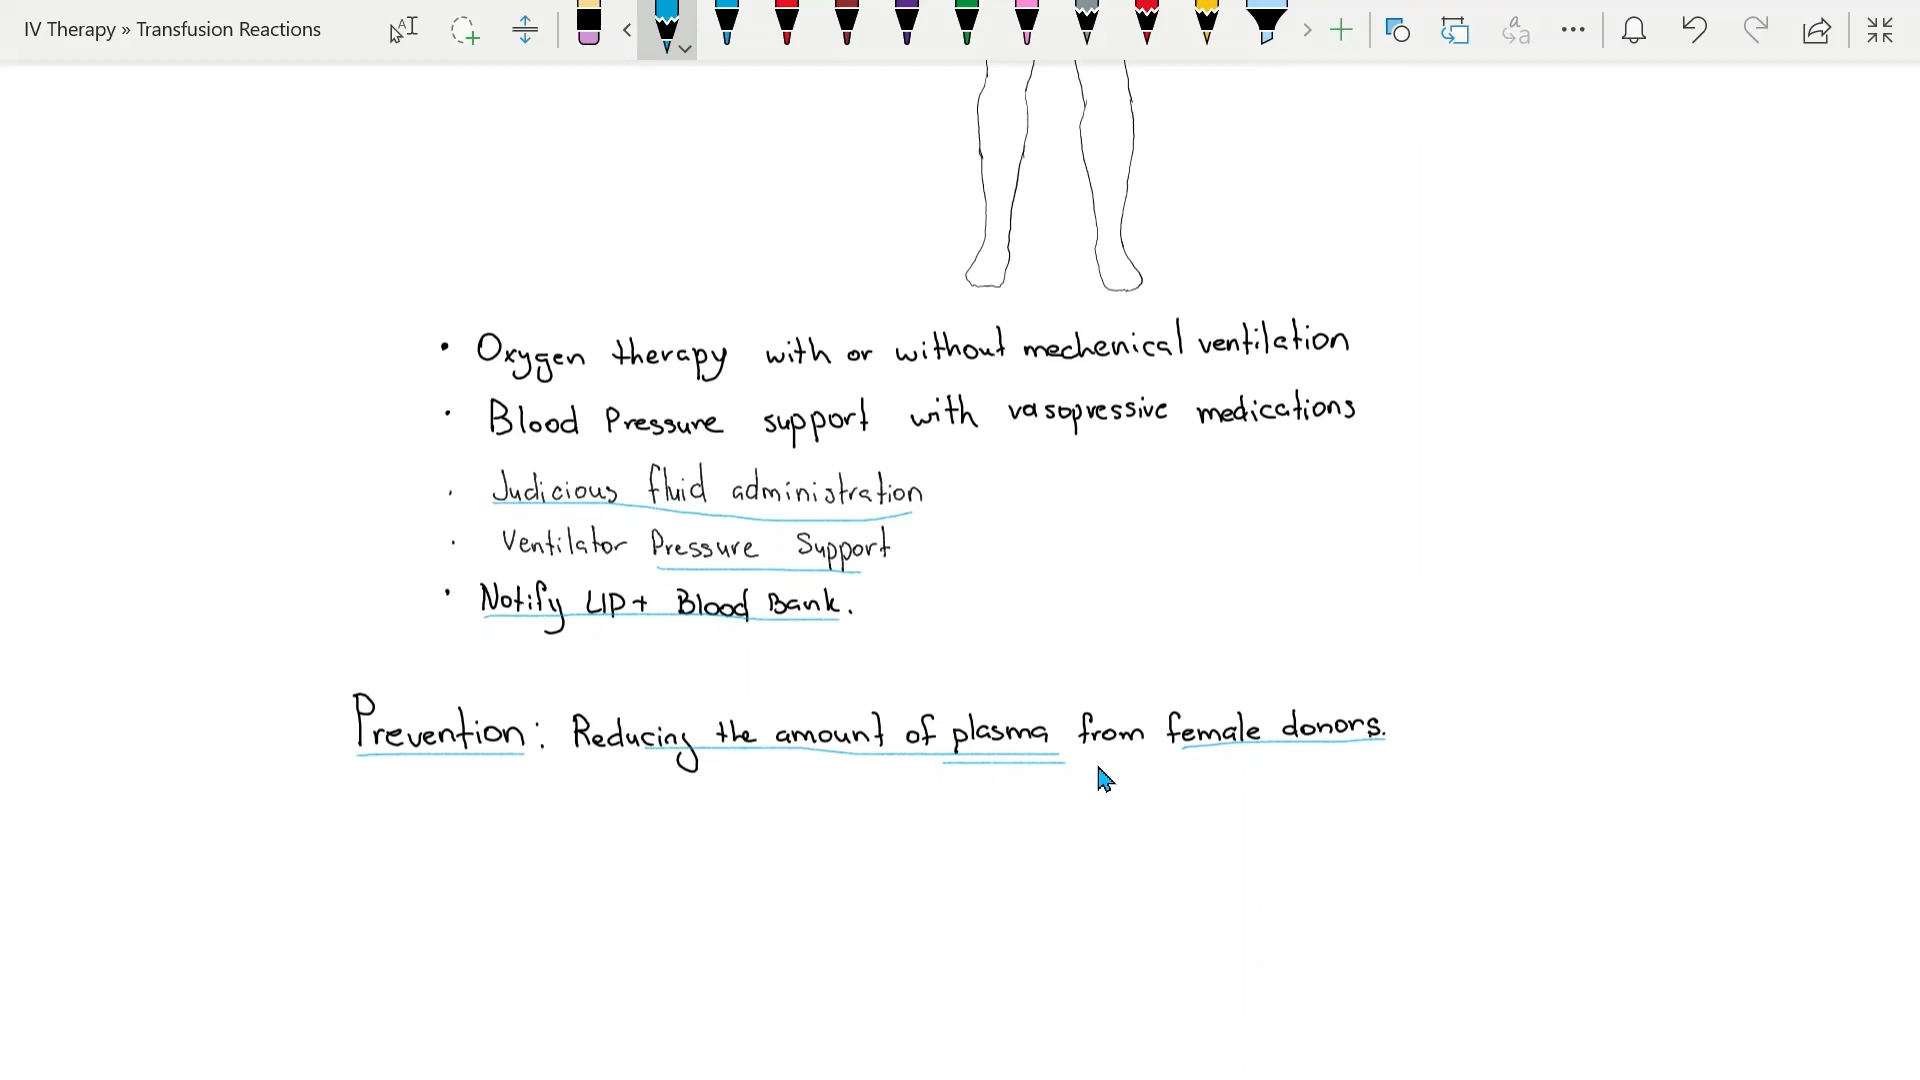 IV Therapy » Transfusion Reactions
• Oxygen therapy with or without mechenical ventilation
• Blood Pressure support with vasopressive medications
• Judicious fluid administration
• Ventilator Pressure Support
• Notify LIP + Blood Bank.
Prevention: Reducing the amount of plasma from female donors.